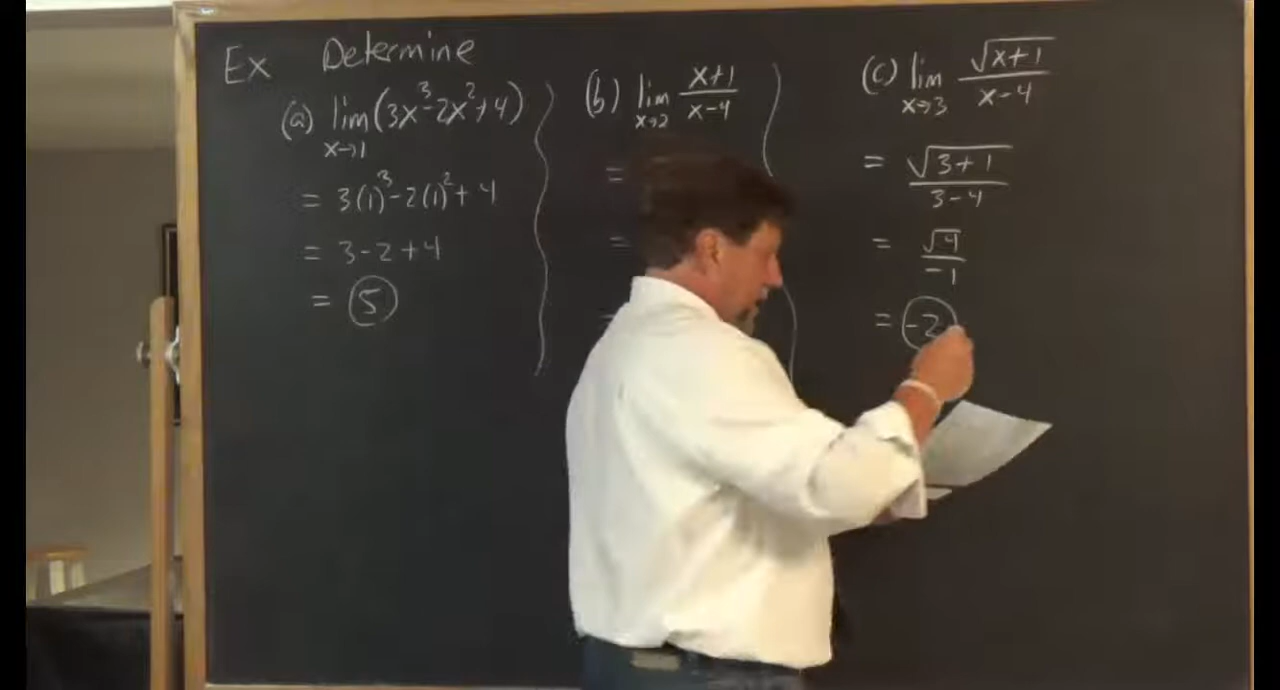 Ex Determine
(a) lim x→1 (3x³-2x²+4)
= 3(1)³-2(1)²+4
= 3-2+4
= 5
(b) lim x→2 x+1/x-4
=
=
=
(c) lim x→3 √x+1/x-4
= √3+1/3-4
= √4/-1
= -2